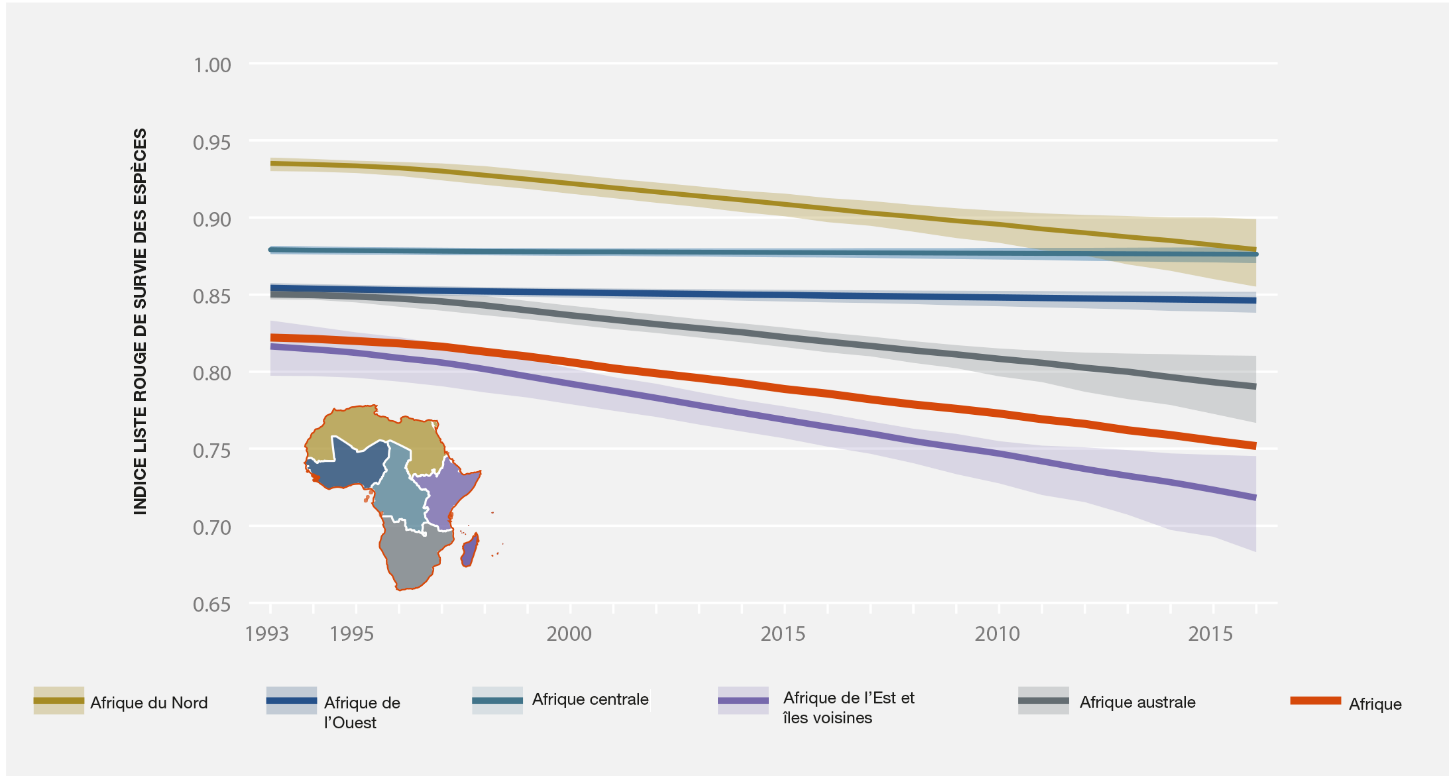 1.00
0.95
0.90
0.85
0.80
0.75
0.70
0.65
INDICE LISTE ROUGE DE SURVIE DES ESPÈCES
1993 1995 2000 2015 2010 2015
Afrique du Nord
Afrique de
l'Ouest
Afrique centrale
Afrique de l'Est et
îles voisines
Afrique australe
Afrique